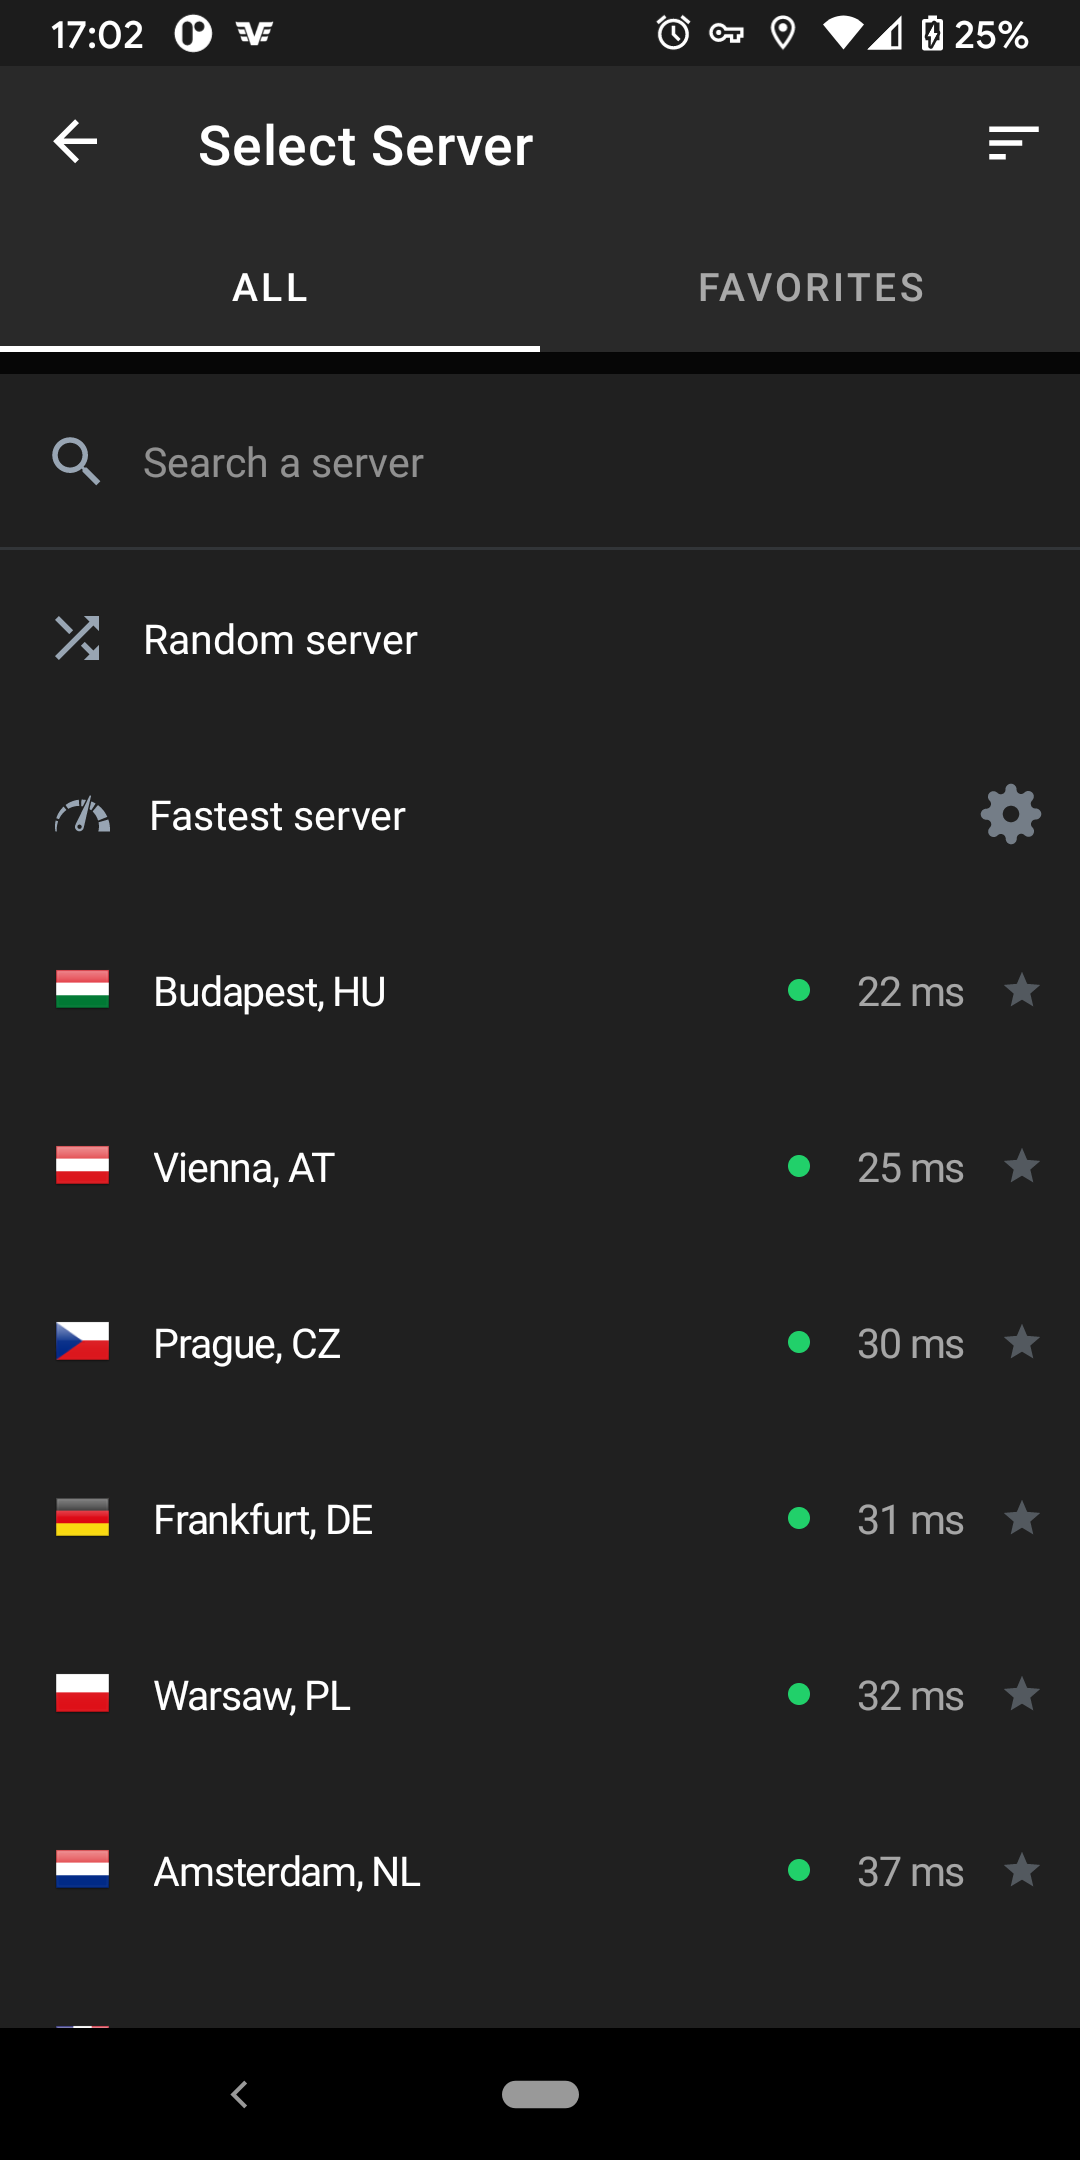 17:02 25%
Select Server
ALL FAVORITES
Search a server
Random server
Fastest server
Budapest, HU 22 ms
Vienna, AT 25 ms
Prague, CZ 30 ms
Frankfurt, DE 31 ms
Warsaw, PL 32 ms
Amsterdam, NL 37 ms